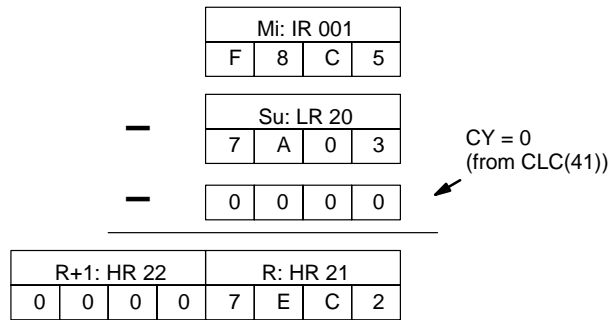 Mi: IR 001
F 8 C 5
–
Su: LR 20
7 A 0 3
CY = 0
(from CLC(41))
–
0 0 0 0
R+1: HR 22 R: HR 21
0 0 0 0 7 E C 2